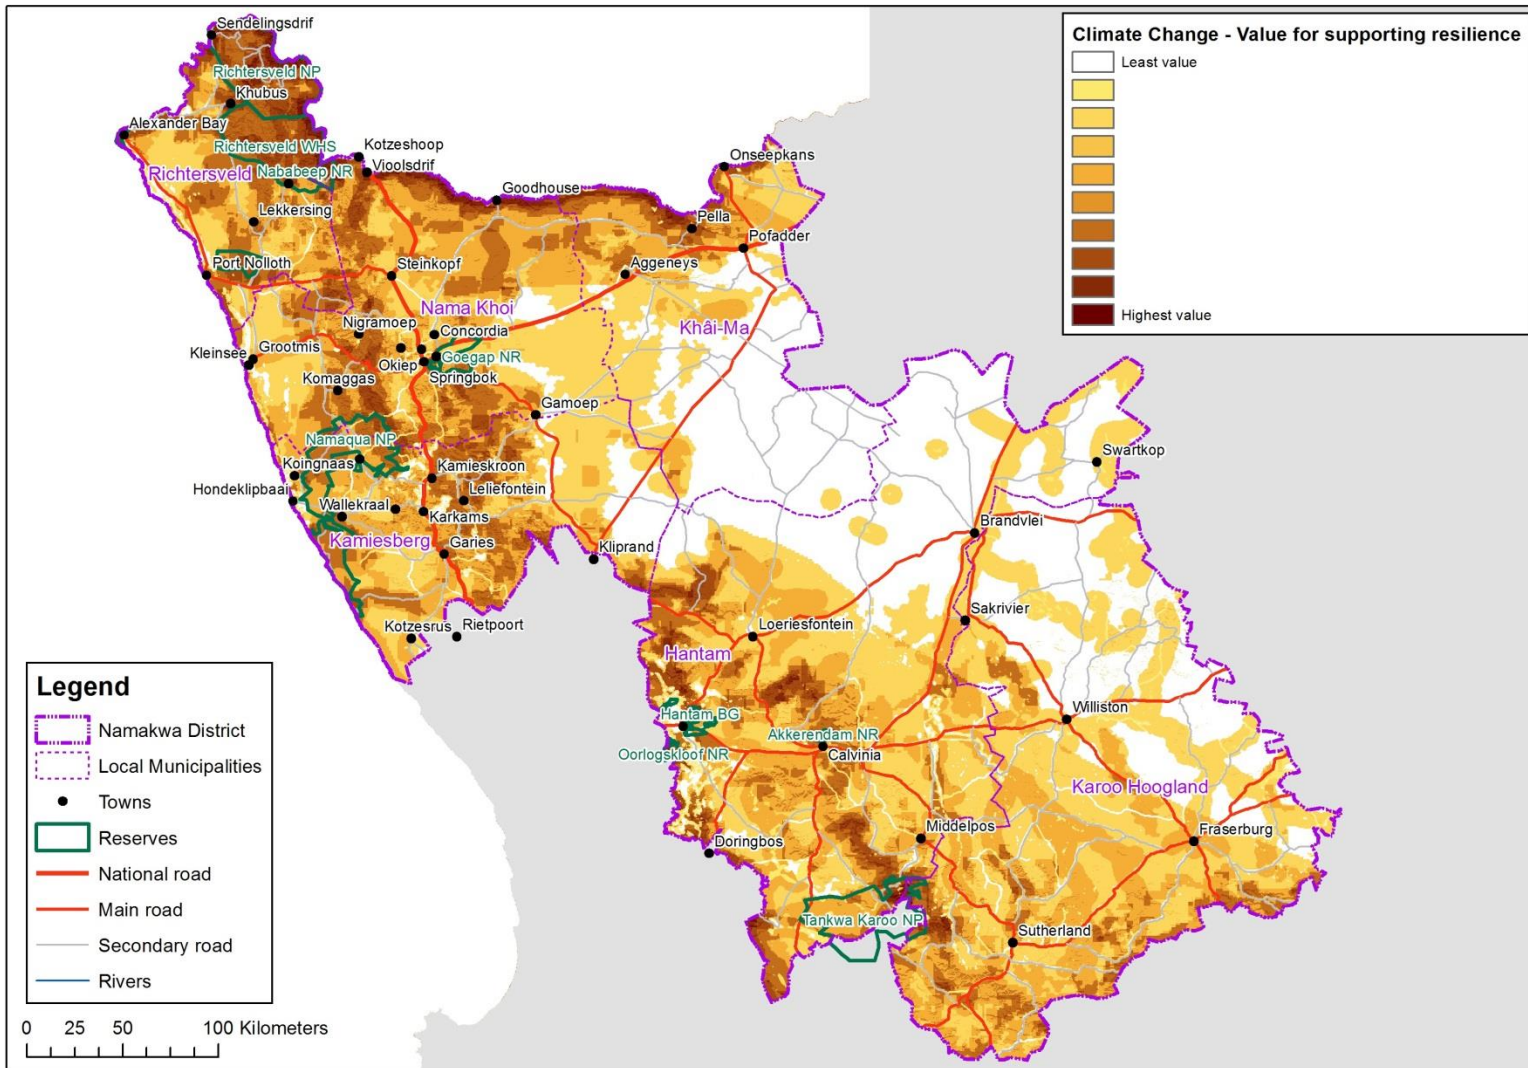 Climate Change - Value for supporting resilience
Least value
Highest value
Sendelingsdrif
Richtersveld NP
Khubus
Alexander Bay
Richtersveld WHS
Kotzeshoop
Vioolsdrif
Richtersveld
Nababeep NR
Onseepkans
Goodhouse
Lekkersing
Pella
Pofadder
Port Nolloth
Steinkopf
Aggeneys
Nama Khoi
Khâi-Ma
Nigramoep
Concordia
Kleinsee
Grootmis
Okiep
Goegap NR
Springbok
Komaggas
Gamoep
Namaqua NP
Koingnaas
Kamieskroon
Swartkop
Hondeklipbaai
Wallekraal
Leliefontein
Karkams
Kamiesberg
Garies
Brandvlei
Kliprand
Sakrivier
Kotzesrus
Rietpoort
Loeriesfontein
Hantam
Hantam BG
Williston
Akkerendam NR
Oorlogskloof NR
Calvinia
Karoo Hoogland
Middelpos
Fraserburg
Doringbos
Tankwa Karoo NP
Sutherland
Legend
Namakwa District
Local Municipalities
Towns
Reserves
National road
Main road
Secondary road
Rivers
0 25 50 100 Kilometers